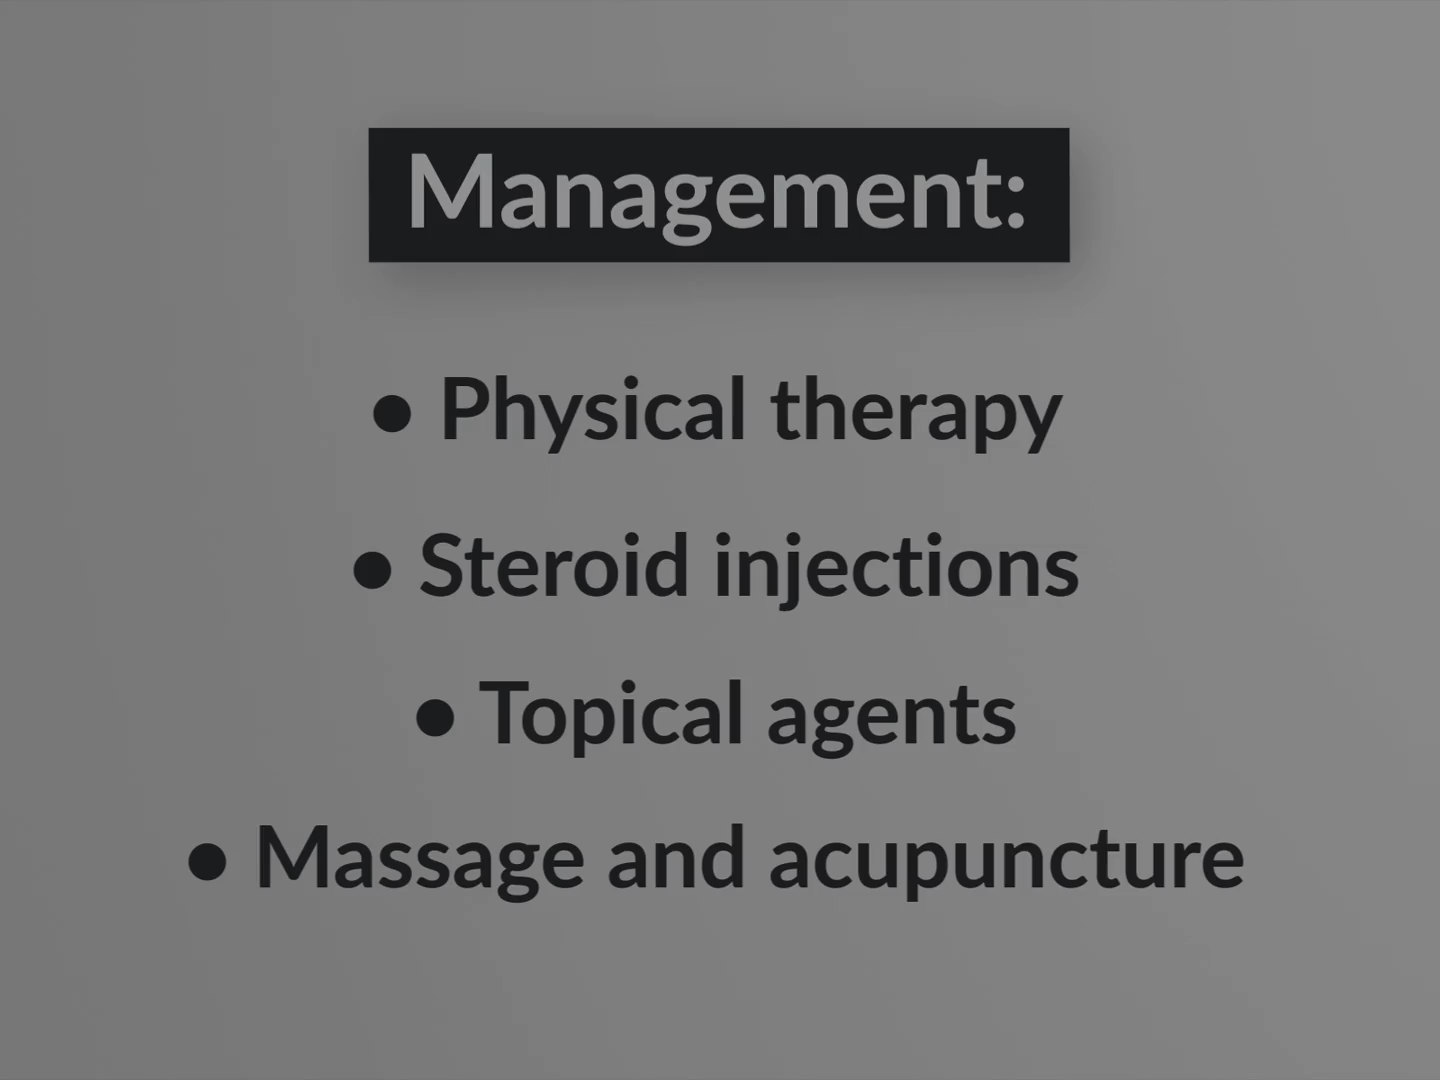 Management:
• Physical therapy
• Steroid injections
• Topical agents
• Massage and acupuncture